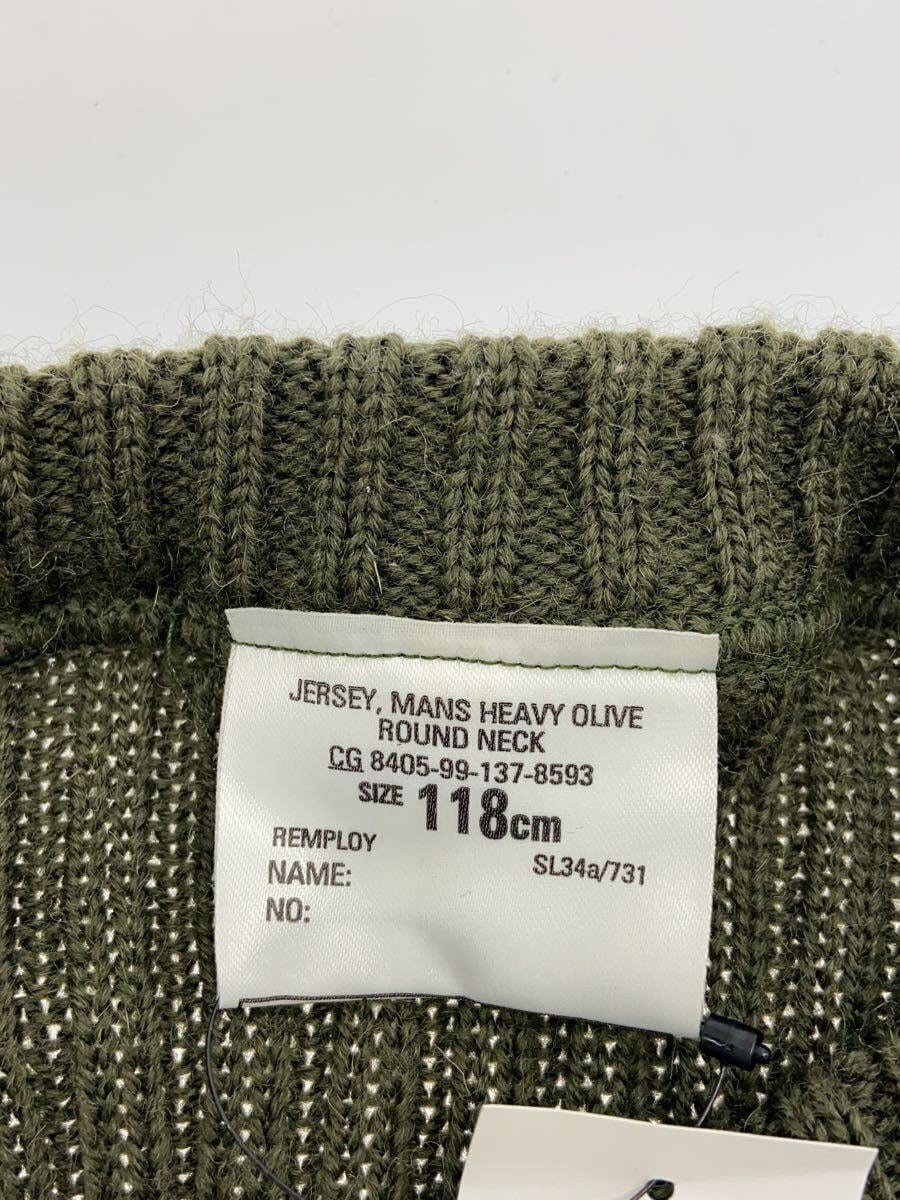 JERSEY, MANS HEAVY OLIVE
ROUND NECK
CG 8405-99-137-8593
SIZE 118cm
REMPLOY SL34a/731
NAME:
NO: